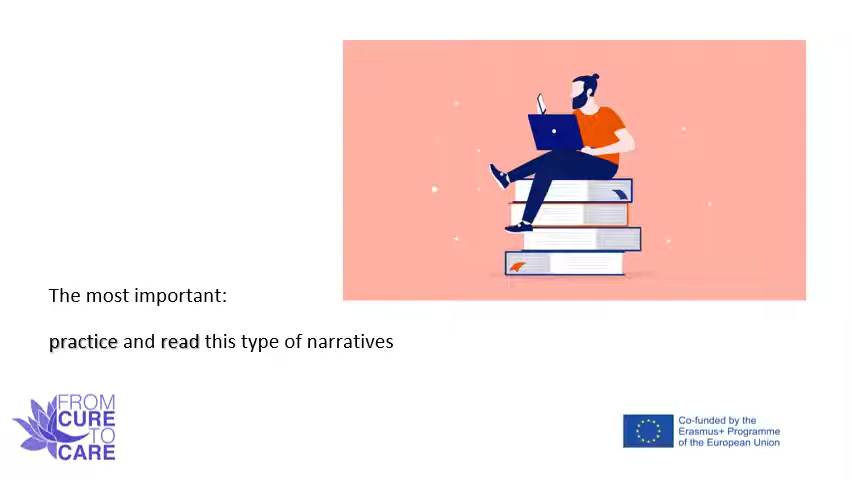 The most important:
practice and read this type of narratives
FROM
CURE
TO
CARE
Co-funded by the
Erasmus+ Programme
of the European Union